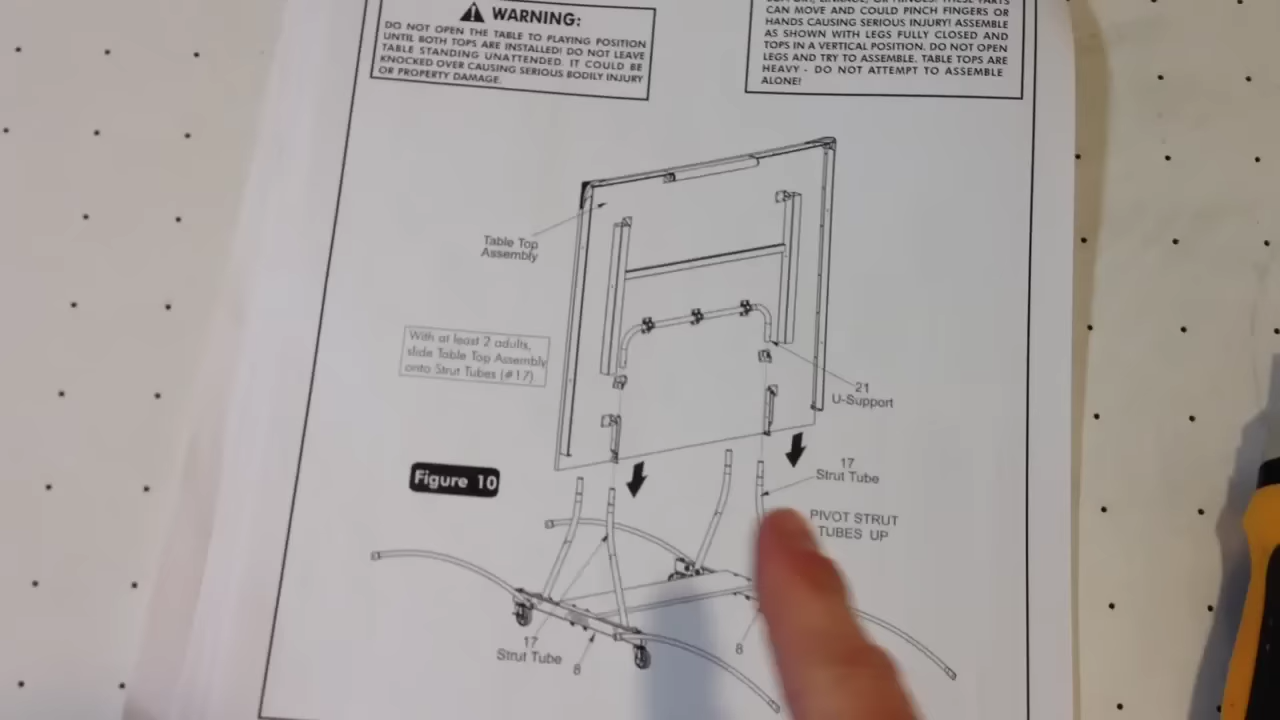 WARNING:
DO NOT OPEN THE TABLE TO PLAYING POSITION
UNTIL BOTH TOPS ARE INSTALLED! DO NOT LEAVE
TABLE STANDING UNATTENDED. IT COULD BE
KNOCKED OVER CAUSING SERIOUS BODILY INJURY
OR PROPERTY DAMAGE.
CAN MOVE AND COULD PINCH FINGERS OR
HANDS CAUSING SERIOUS INJURY! ASSEMBLE
AS SHOWN WITH LEGS FULLY CLOSED AND
TOPS IN A VERTICAL POSITION. DO NOT OPEN
LEGS AND TRY TO ASSEMBLE. TABLE TOPS ARE
HEAVY - DO NOT ATTEMPT TO ASSEMBLE
ALONE!
Table Top
Assembly
With at least 2 adults,
slide Table Top Assembly
onto Strut Tubes (#17)
21
U-Support
Figure 10
17
Strut Tube
PIVOT STRUT
TUBES UP
17
Strut Tube
8
8